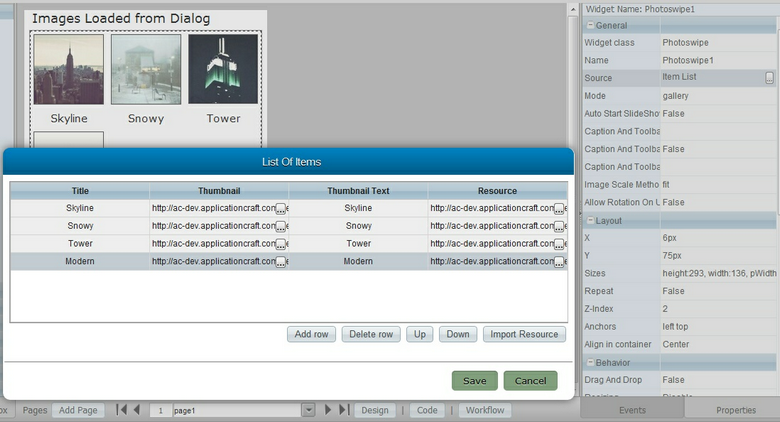 Images Loaded from Dialog
Skyline Snowy Tower
List Of Items
Title Thumbnail Thumbnail Text Resource
Skyline http://ac-dev.applicationcraft.com ... Skyline http://ac-dev.applicationcraft.com ...
Snowy http://ac-dev.applicationcraft.com ... Snowy http://ac-dev.applicationcraft.com ...
Tower http://ac-dev.applicationcraft.com ... Tower http://ac-dev.applicationcraft.com ...
Modern http://ac-dev.applicationcraft.com ... Modern http://ac-dev.applicationcraft.com ...
Add row Delete row Up Down Import Resource
Save Cancel
Pages Add Page 1 page1 Design | Code | Workflow
Widget Name: Photoswipe1
General
Widget class Photoswipe
Name Photoswipe1
Source Item List ...
Mode gallery
Auto Start SlideSho False
Caption And Toolba
Caption And Toolba False
Caption And Toolba
Image Scale Metho fit
Allow Rotation On U False
Layout
X 6px
Y 75px
Sizes height:293, width:136, pWidth
Repeat False
Z-Index 2
Anchors left top
Align in container Center
Behavior
Drag And Drop False
Events Properties